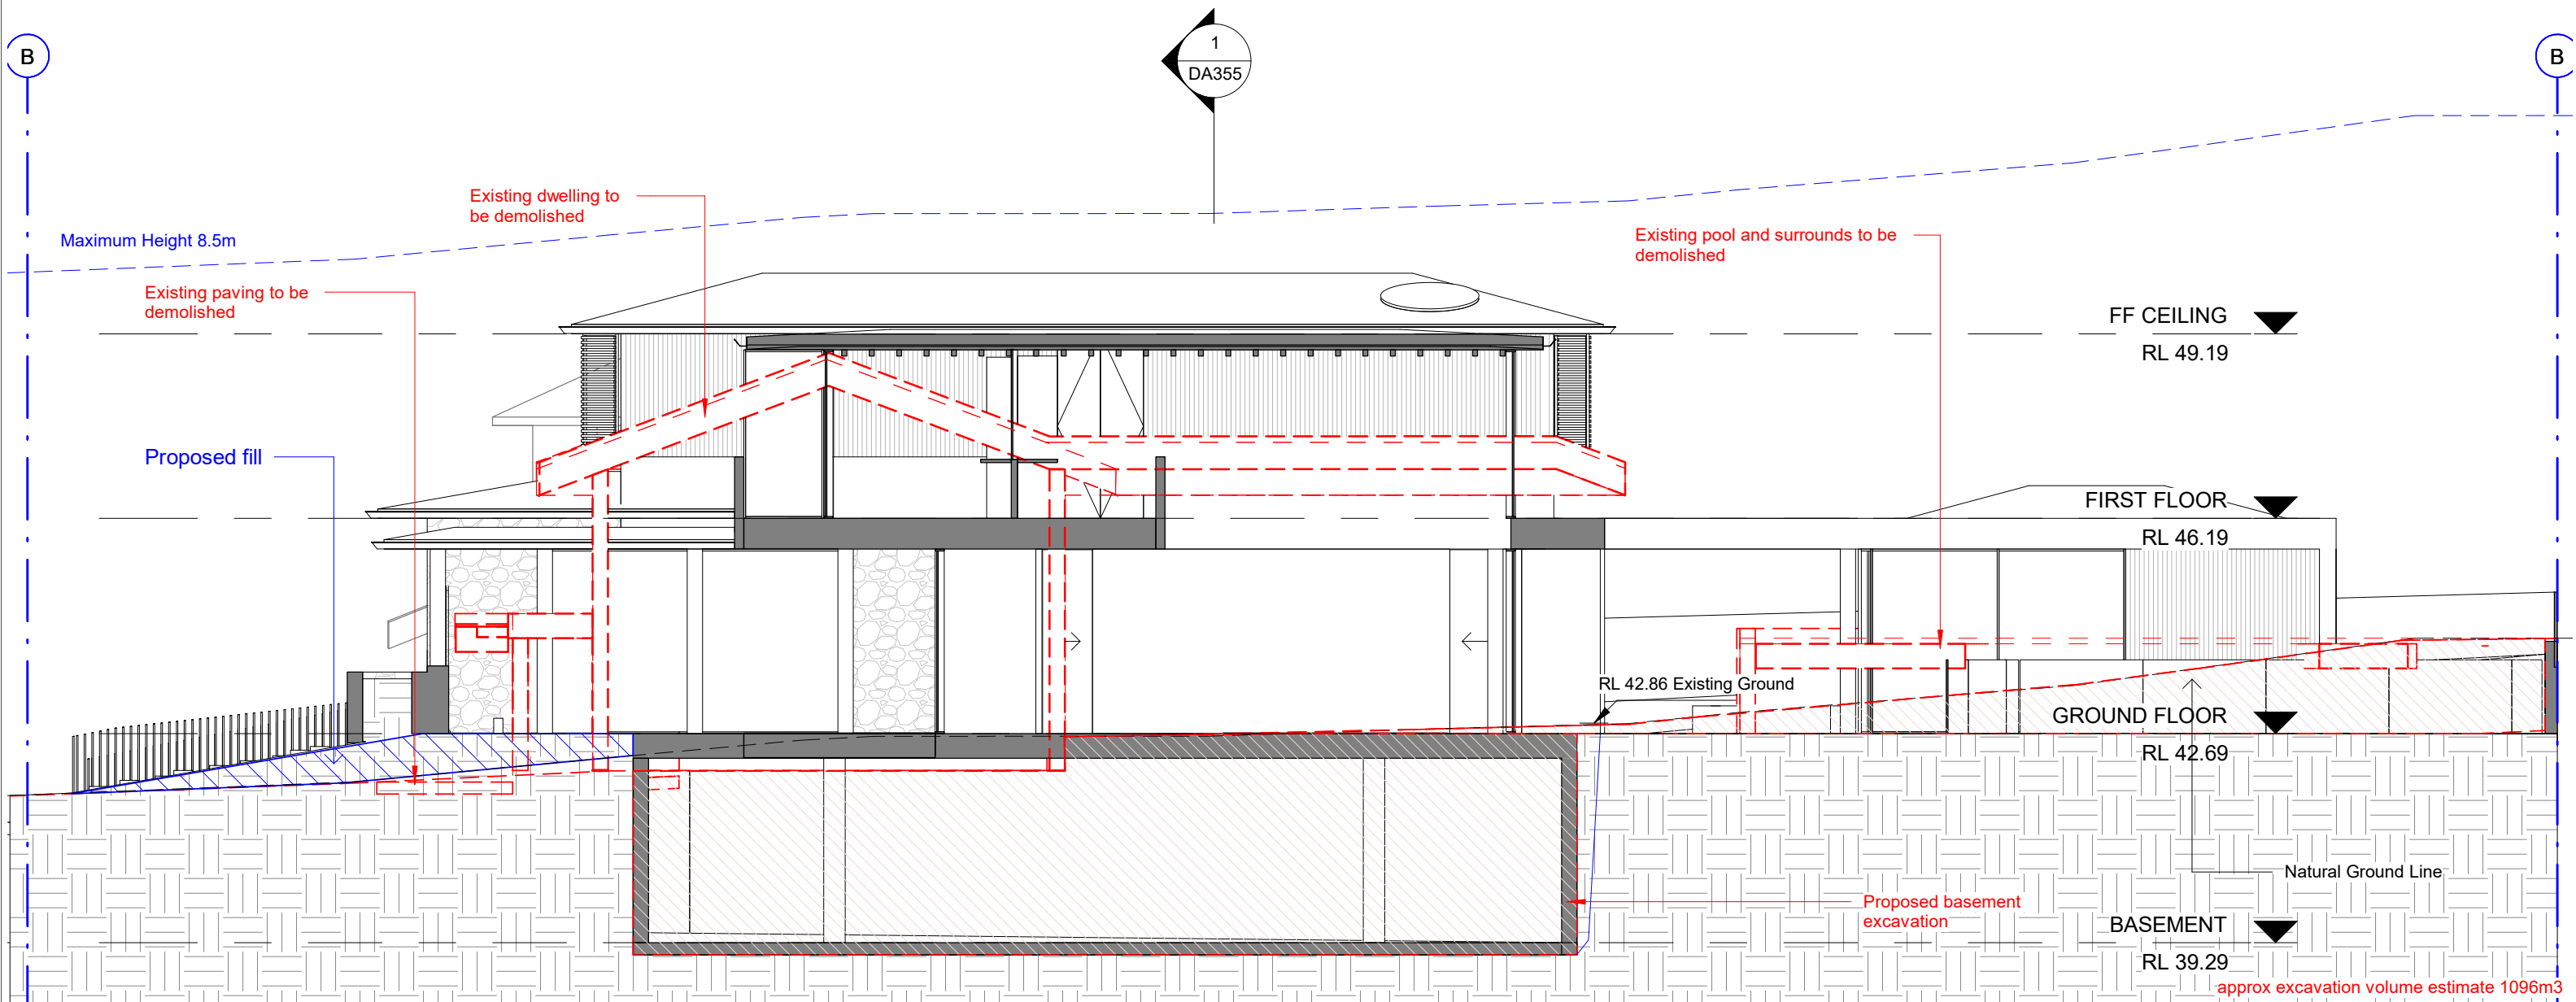 B
1
DA355
B
Existing dwelling to
be demolished
Maximum Height 8.5m
Existing pool and surrounds to be
demolished
Existing paving to be
demolished
FF CEILING
RL 49.19
Proposed fill
FIRST FLOOR
RL 46.19
RL 42.86 Existing Ground
GROUND FLOOR
RL 42.69
Natural Ground Line
Proposed basement
excavation
BASEMENT
RL 39.29
approx excavation volume estimate 1096m3